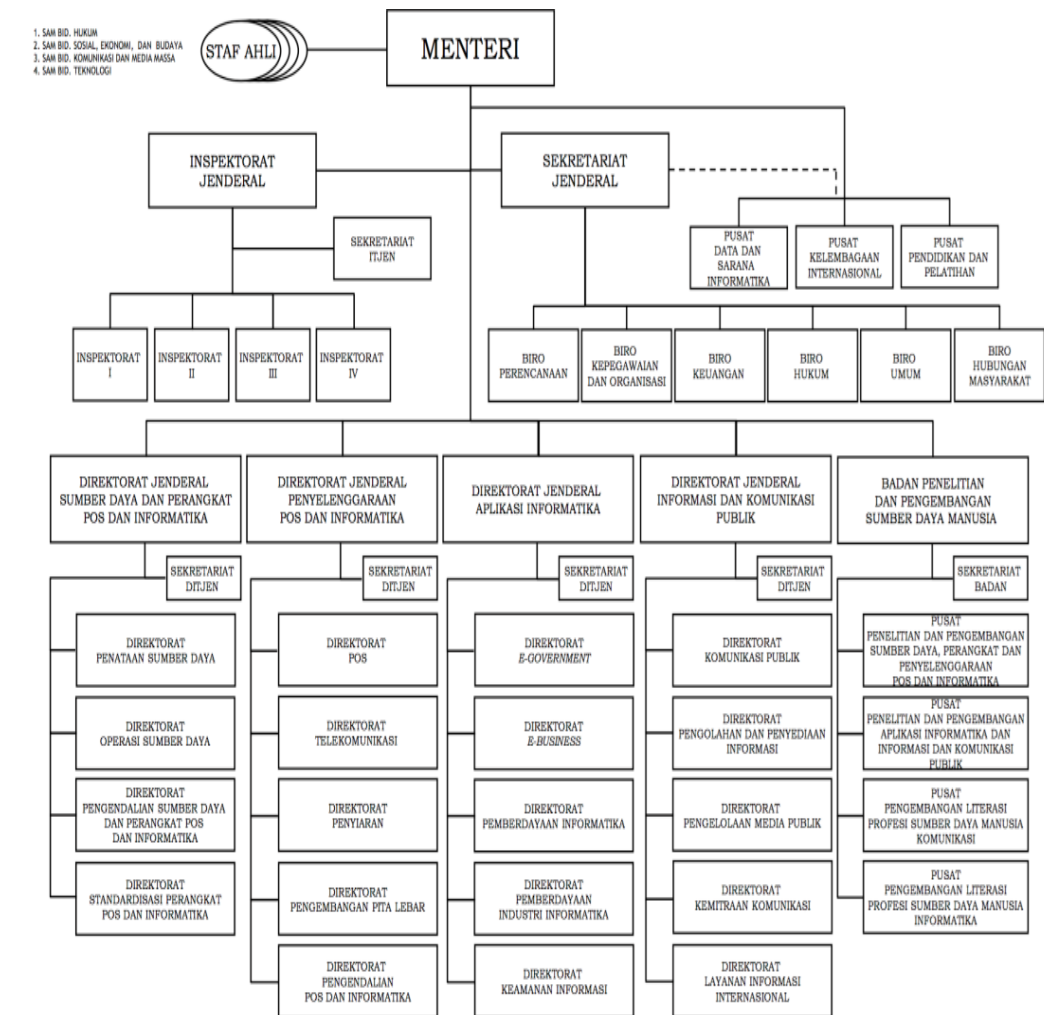 1. SAM BID. HUKUM
2. SAM BID. SOSIAL, EKONOMI, DAN BUDAYA
3. SAM BID. KOMUNIKASI DAN MEDIA MASSA
4. SAM BID. TEKNOLOGI
STAF AHLI
MENTERI
INSPEKTORAT
JENDERAL
SEKRETARIAT
JENDERAL
SEKRETARIAT
ITJEN
PUSAT
DATA DAN
SARANA
INFORMATIKA
PUSAT
KELEMBAGAAN
INTERNASIONAL
PUSAT
PENDIDIKAN DAN
PELATIHAN
INSPEKTORAT
I
INSPEKTORAT
II
INSPEKTORAT
III
INSPEKTORAT
IV
BIRO
PERENCANAAN
BIRO
KEPEGAWAIAN
DAN ORGANISASI
BIRO
KEUANGAN
BIRO
HUKUM
BIRO
UMUM
BIRO
HUBUNGAN
MASYARAKAT
DIREKTORAT JENDERAL
SUMBER DAYA DAN PERANGKAT
POS DAN INFORMATIKA
DIREKTORAT JENDERAL
PENYELENGGARAAN
POS DAN INFORMATIKA
DIREKTORAT JENDERAL
APLIKASI INFORMATIKA
DIREKTORAT JENDERAL
INFORMASI DAN KOMUNIKASI
PUBLIK
BADAN PENELITIAN
DAN PENGEMBANGAN
SUMBER DAYA MANUSIA
SEKRETARIAT
DITJEN
SEKRETARIAT
DITJEN
SEKRETARIAT
DITJEN
SEKRETARIAT
DITJEN
SEKRETARIAT
BADAN
DIREKTORAT
PENATAAN SUMBER DAYA
DIREKTORAT
POS
DIREKTORAT
E-GOVERNMENT
DIREKTORAT
KOMUNIKASI PUBLIK
PUSAT
PENELITIAN DAN PENGEMBANGAN
SUMBER DAYA, PERANGKAT DAN
PENYELENGGARAAN
POS DAN INFORMATIKA
DIREKTORAT
OPERASI SUMBER DAYA
DIREKTORAT
TELEKOMUNIKASI
DIREKTORAT
E-BUSINESS
DIREKTORAT
PENGOLAHAN DAN PENYEDIAAN
INFORMASI
PUSAT
PENELITIAN DAN PENGEMBANGAN
APLIKASI INFORMATIKA DAN
INFORMASI DAN KOMUNIKASI
PUBLIK
DIREKTORAT
PENGENDALIAN SUMBER DAYA
DAN PERANGKAT POS
DAN INFORMATIKA
DIREKTORAT
PENYIARAN
DIREKTORAT
PEMBERDAYAAN INFORMATIKA
DIREKTORAT
PENGELOLAAN MEDIA PUBLIK
PUSAT
PENGEMBANGAN LITERASI
PROFESI SUMBER DAYA MANUSIA
KOMUNIKASI
DIREKTORAT
STANDARDISASI PERANGKAT
POS DAN INFORMATIKA
DIREKTORAT
PENGEMBANGAN PITA LEBAR
DIREKTORAT
PEMBERDAYAAN
INDUSTRI INFORMATIKA
DIREKTORAT
KEMITRAAN KOMUNIKASI
PUSAT
PENGEMBANGAN LITERASI
PROFESI SUMBER DAYA MANUSIA
INFORMATIKA
DIREKTORAT
PENGENDALIAN
POS DAN INFORMATIKA
DIREKTORAT
KEAMANAN INFORMASI
DIREKTORAT
LAYANAN INFORMASI
INTERNASIONAL